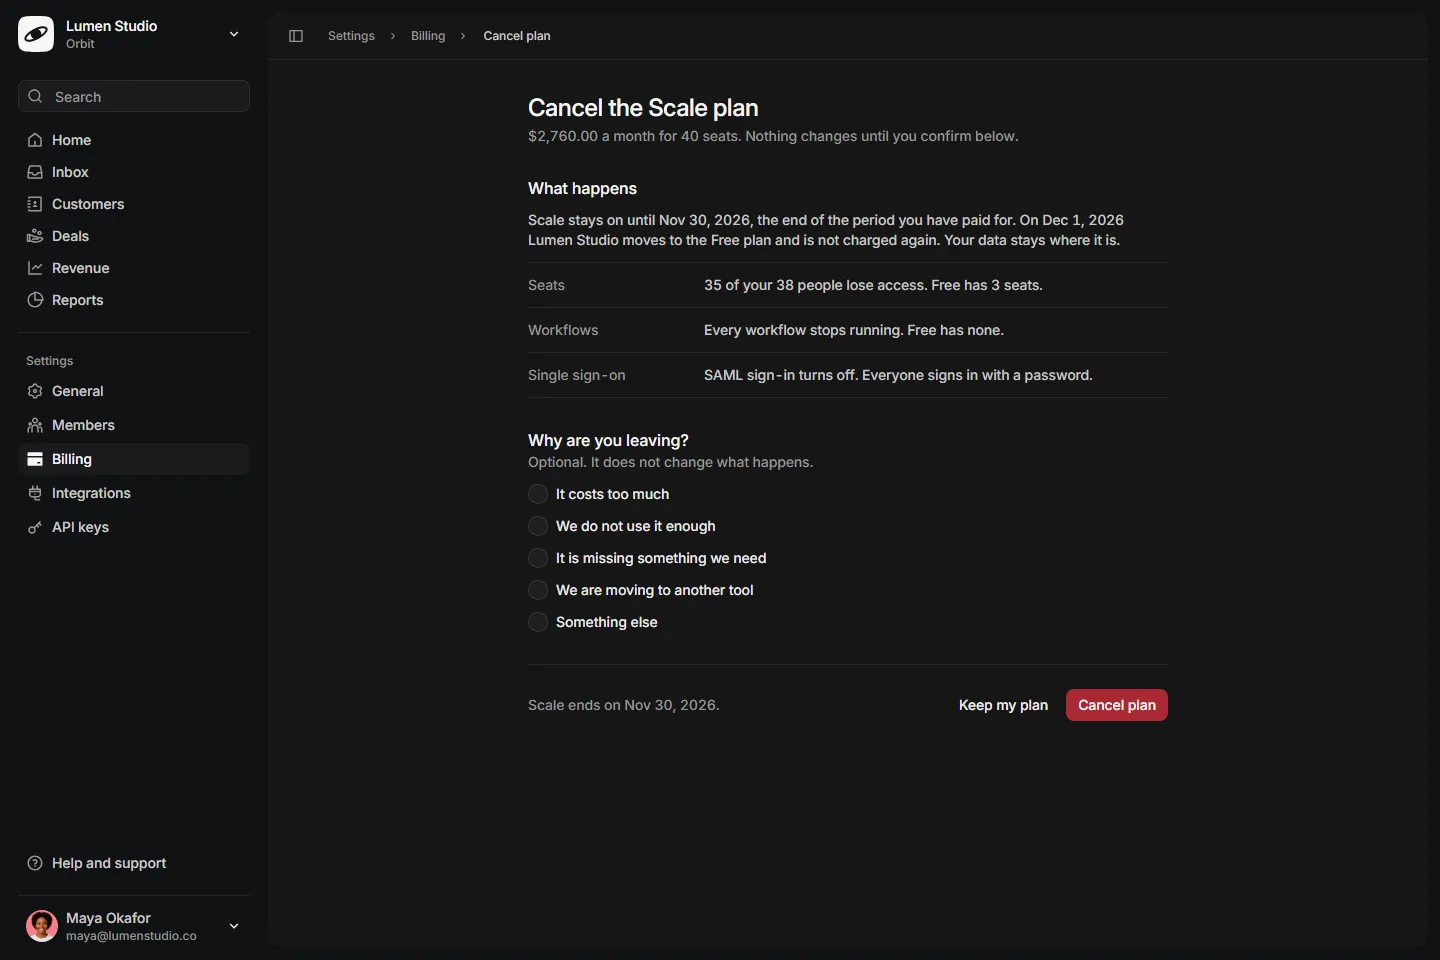 Lumen Studio
Orbit
Search
Home
Inbox
Customers
Deals
Revenue
Reports
Settings
General
Members
Billing
Integrations
API keys
Help and support
Maya Okafor
maya@lumenstudio.co
Settings > Billing > Cancel plan
Cancel the Scale plan
$2,760.00 a month for 40 seats. Nothing changes until you confirm below.
What happens
Scale stays on until Nov 30, 2026, the end of the period you have paid for. On Dec 1, 2026
Lumen Studio moves to the Free plan and is not charged again. Your data stays where it is.
Seats 35 of your 38 people lose access. Free has 3 seats.
Workflows Every workflow stops running. Free has none.
Single sign-on SAML sign-in turns off. Everyone signs in with a password.
Why are you leaving?
Optional. It does not change what happens.
It costs too much
We do not use it enough
It is missing something we need
We are moving to another tool
Something else
Scale ends on Nov 30, 2026. Keep my plan Cancel plan